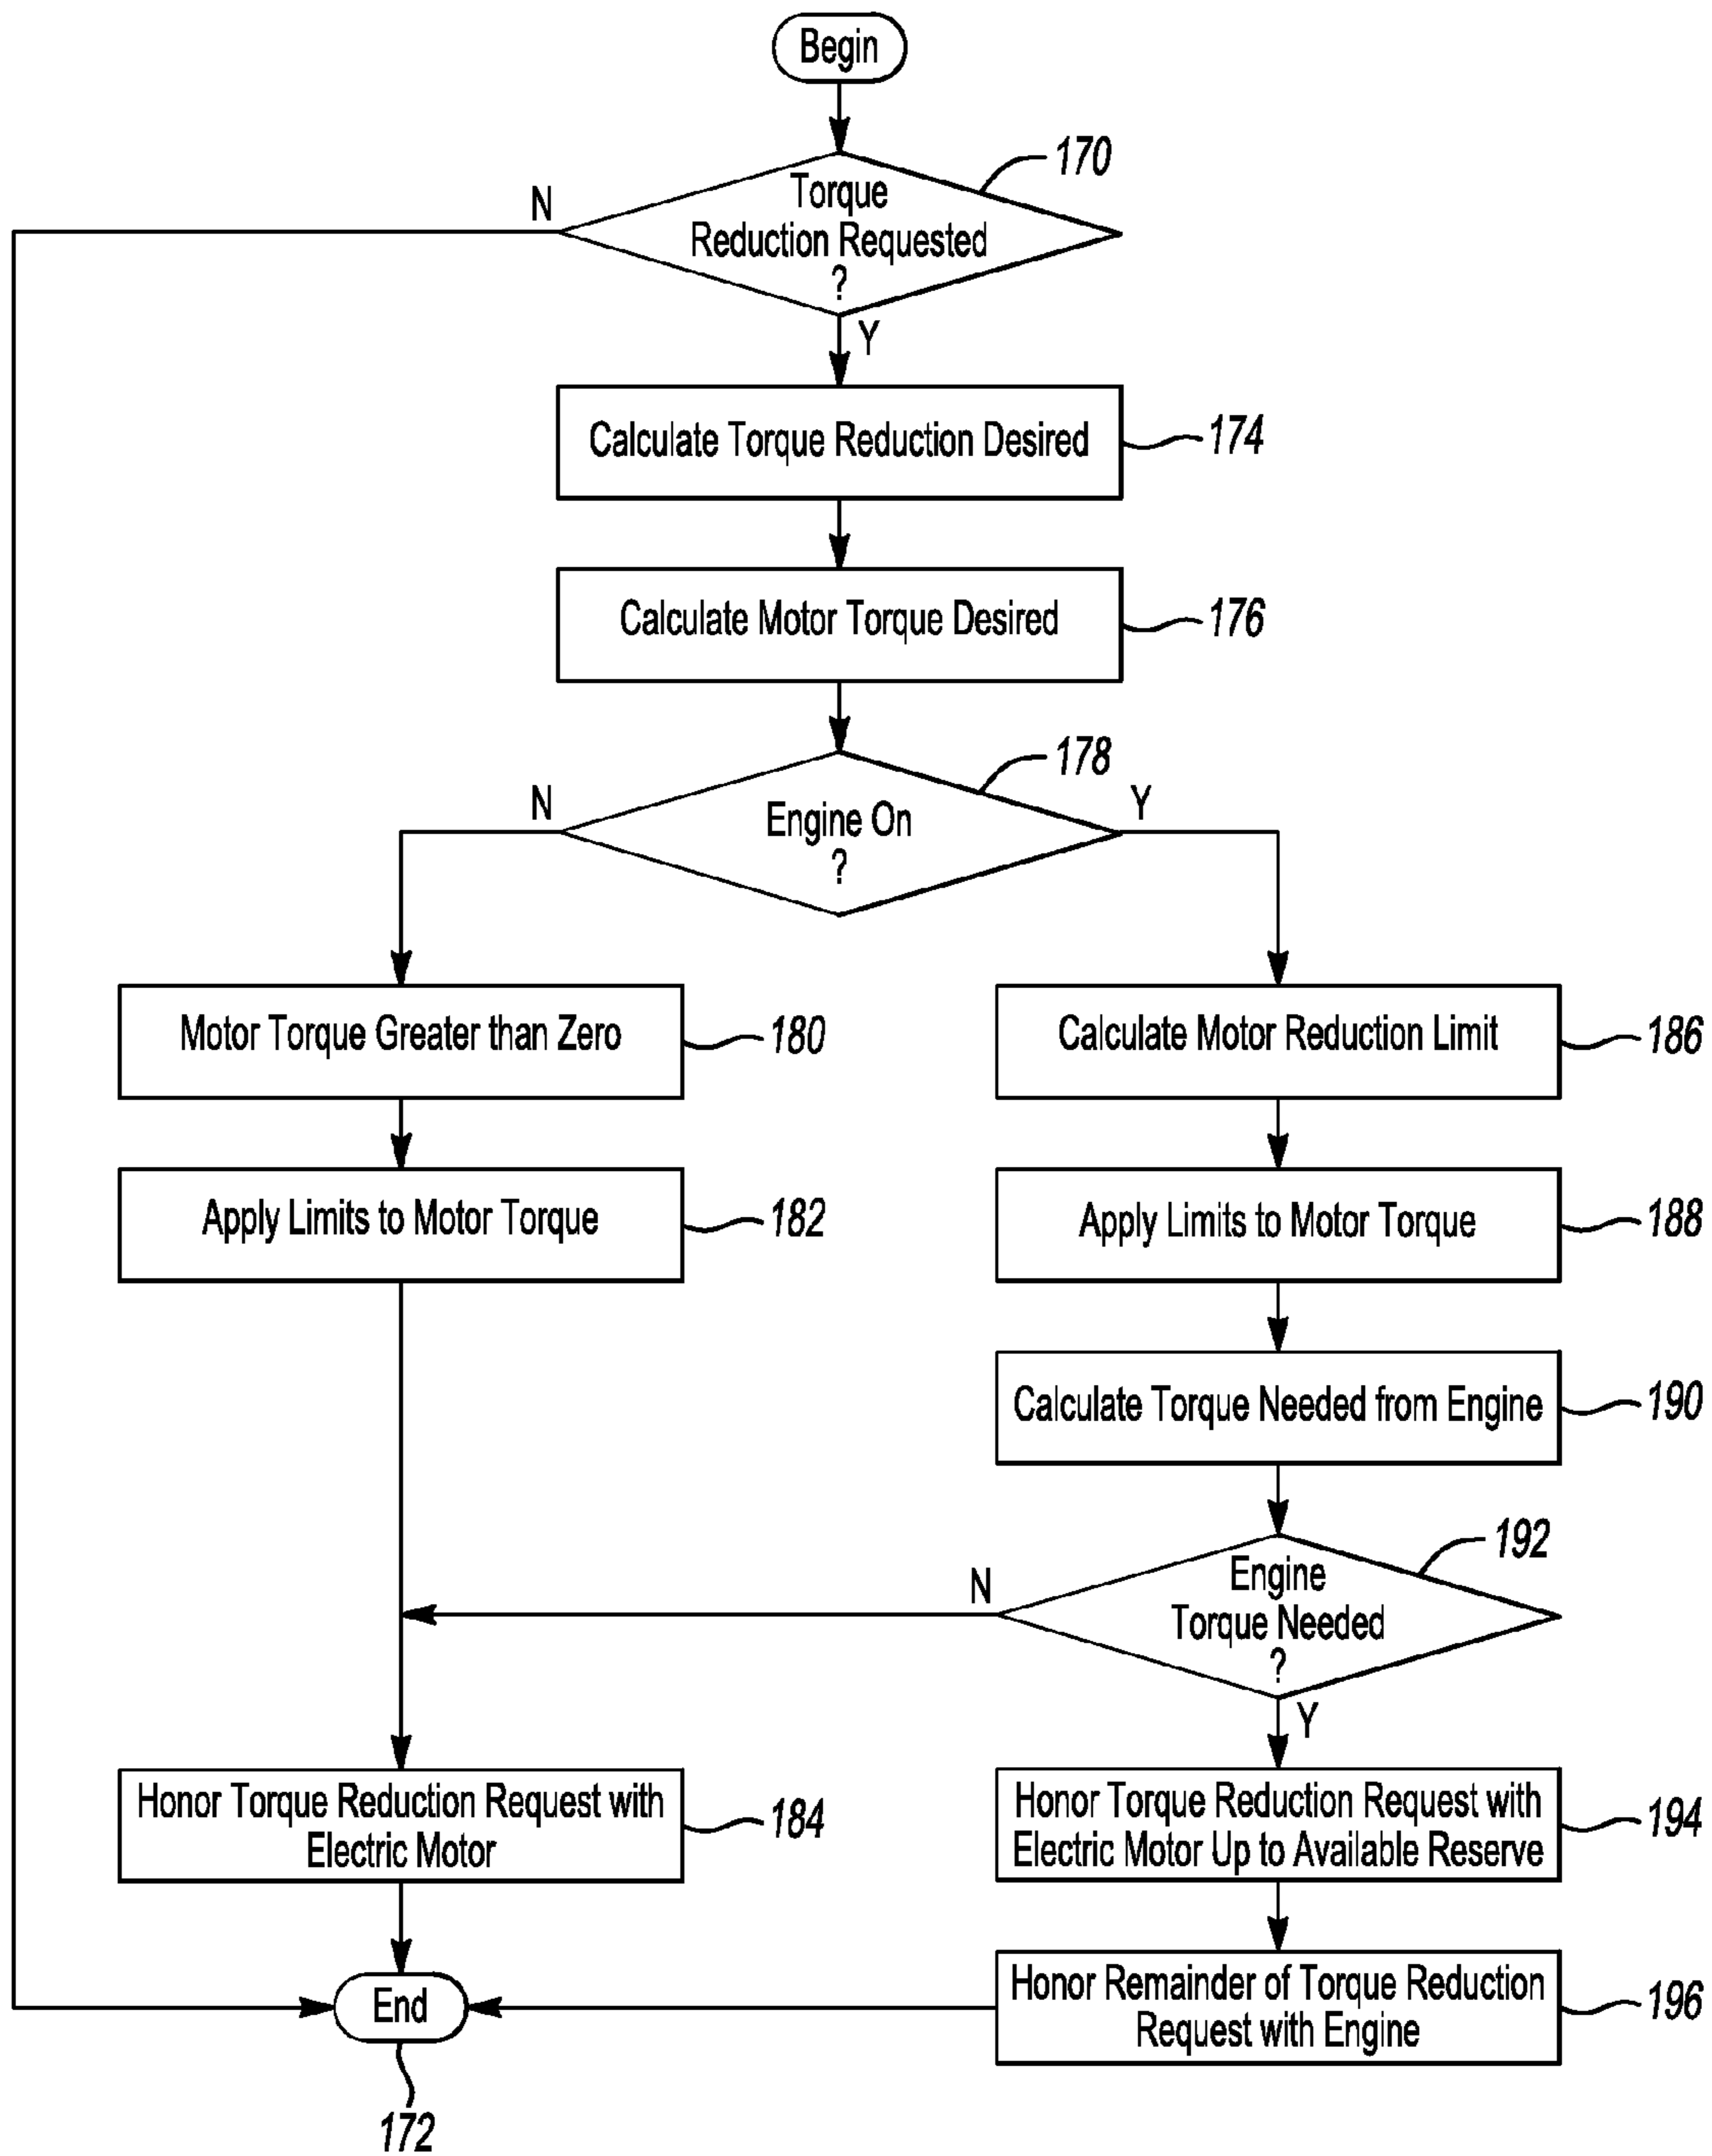 Begin
170
Torque
N
Reduction Requested
?
Y
Calculate Torque Reduction Desired
174
Calculate Motor Torque Desired
176
178
N
Engine On
Y
?
Motor Torque Greater than Zero
180
Calculate Motor Reduction Limit
186
Apply Limits to Motor Torque
182
Apply Limits to Motor Torque
188
Calculate Torque Needed from Engine
190
192
N
Engine
Torque Needed
?
Y
Honor Torque Reduction Request with
Electric Motor
184
Honor Torque Reduction Request with
Electric Motor Up to Available Reserve
194
End
172
Honor Remainder of Torque Reduction
Request with Engine
196